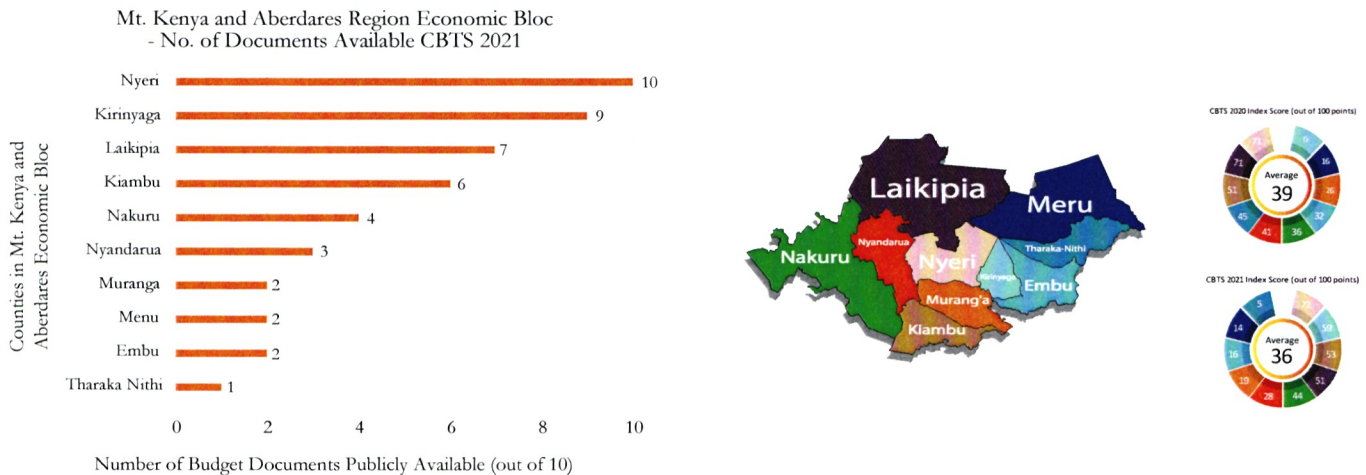 Mt. Kenya and Aberdares Region Economic Bloc
- No. of Documents Available CBTS 2021
Counties in Mt. Kenya and
Aberdares Economic Bloc
Nyeri 10
Kirinyaga 9
Laikipia 7
Kiambu 6
Nakuru 4
Nyandarua 3
Muranga 2
Menu 2
Embu 2
Tharaka Nithi 1
0 2 4 6 8 10
Number of Budget Documents Publicly Available (out of 10)
Laikipia
Meru
Nyandarua
Tharaka-Nithi
Nakuru
Nyeri
Kirinyaga
Embu
Murang'a
Kiambu
CBTS 2020 Index Score (out of 100 points)
71
6
71
16
51
26
45
32
41
36
Average
39
CBTS 2021 Index Score (out of 100 points)
5
14
59
16
53
19
51
28
44
Average
36